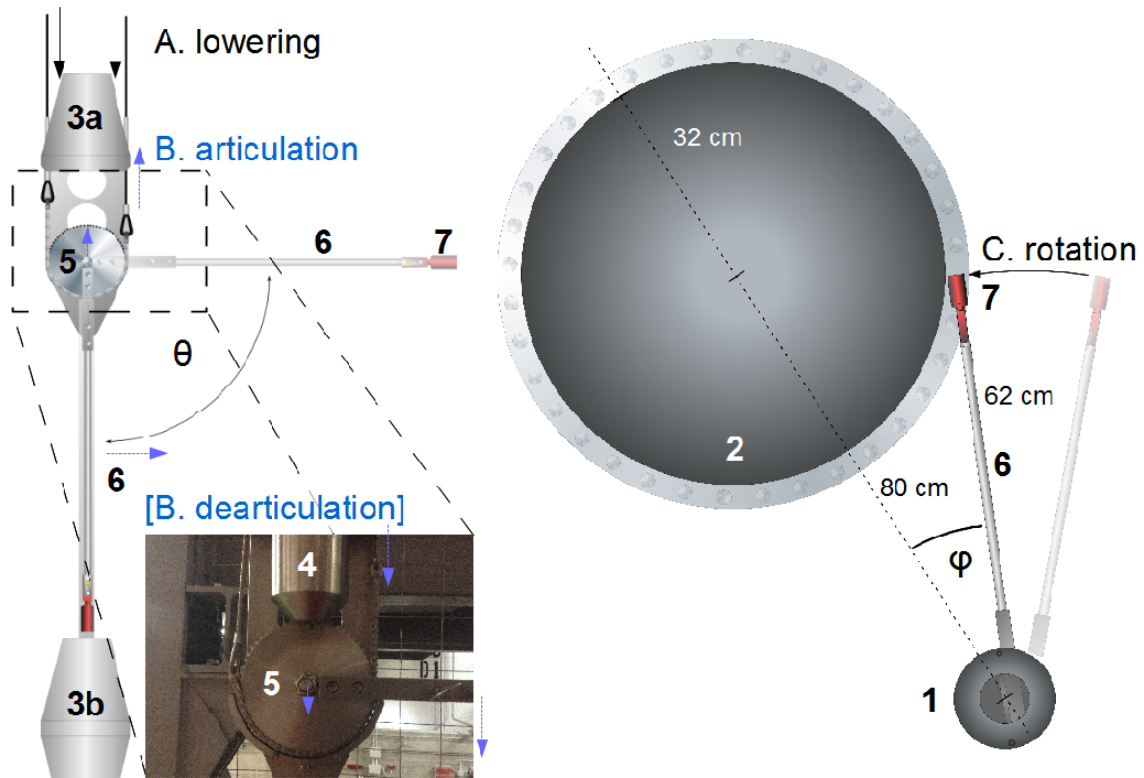 A. lowering
3a
B. articulation
5
6
7
θ
6
[B. dearticulation]
4
5
3b
32 cm
C. rotation
7
62 cm
2
6
80 cm
φ
1